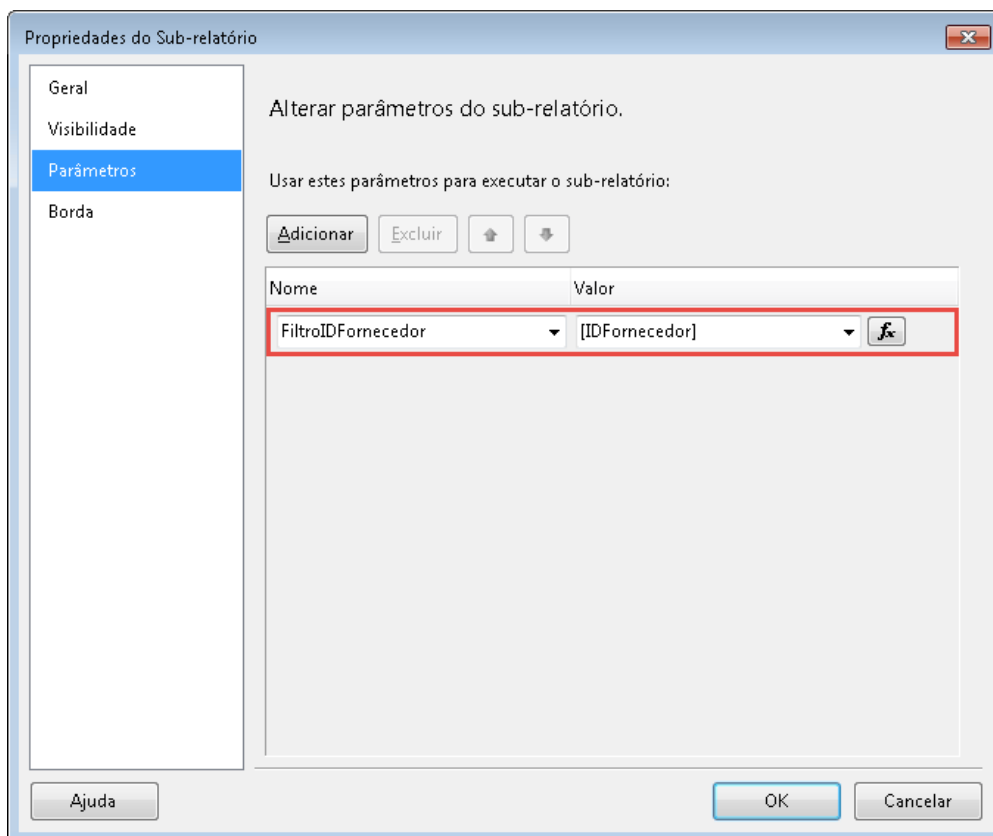 Propriedades do Sub-relatório
Geral
Visibilidade
Parâmetros
Borda
Alterar parâmetros do sub-relatório.
Usar estes parâmetros para executar o sub-relatório:
Adicionar Excluir
Nome Valor
FiltroIDFornecedor [IDFornecedor] fx
Ajuda OK Cancelar